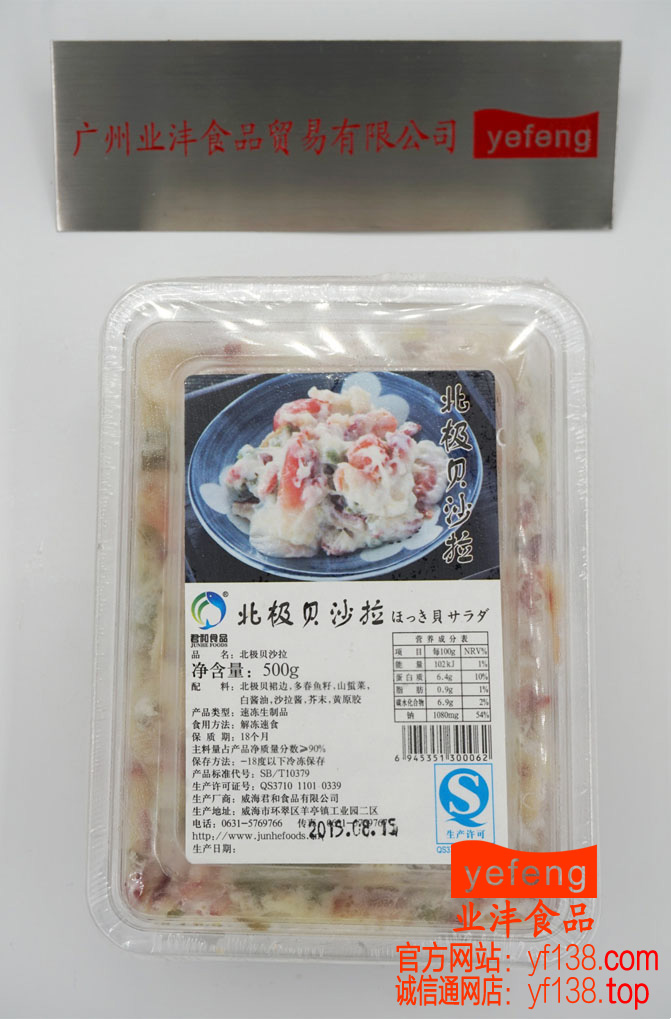 广州业沣食品贸易有限公司 yefeng
北极贝沙拉
君和食品
JUNHE FOODS
北极贝沙拉 ほっき貝サラダ
品 名：北极贝沙拉
净含量：500g
配 料：北极贝裙边，多春鱼籽，山蜇菜，
白酱油，沙拉酱，芥末，黄原胶
产品类型：速冻生制品
食用方法：解冻速食
保 质 期：18个月
主料量占产品净质量分数≥90%
保存方法：-18度以下冷冻保存
产品标准代号：SB/T10379
生产许可证号：QS3710 1101 0339
生产厂商：威海君和食品有限公司
生产地址：威海市环翠区羊亭镇工业园二区
电话：0631-5769766
http://www.junhefoods.
生产日期：
2015.08.15
营养成分表
项 目 每100g NRV%
能 量 102kJ 1%
蛋白质 6.4g 10%
脂 肪 0.9g 1%
碳水化合物 6.9g 2%
钠 1080mg 54%
6 945351 300062
生产许可
yefeng
业沣食品
官方网站：yf138.com
诚信通网店：yf138.top